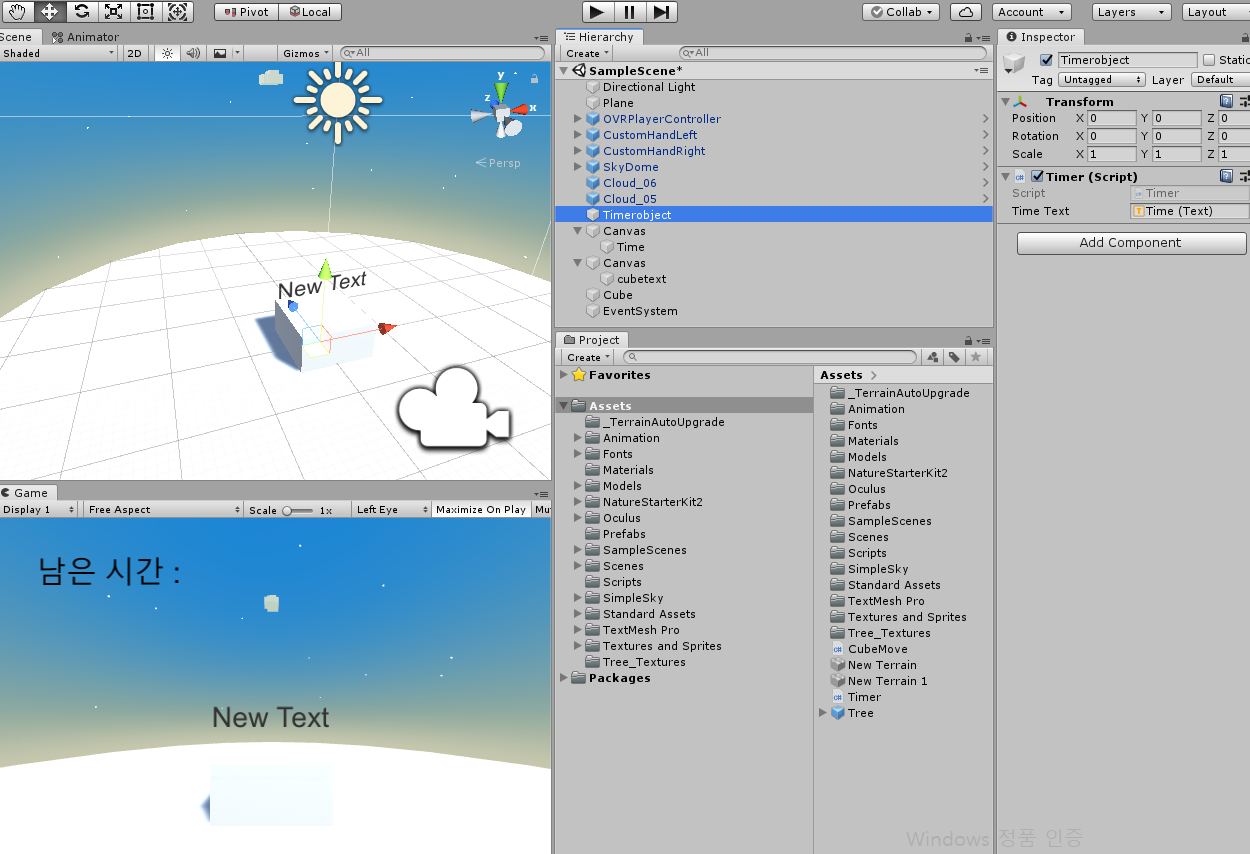 Pivot Local Collab Account Layers Layout
Scene Animator
Shaded 2D Gizmos All
y
z x
Persp
New Text
Game
Display 1 Free Aspect Scale 1x Left Eye Maximize On Play Mu
남은 시간 :
New Text
Hierarchy
Create All
SampleScene*
Directional Light
Plane
OVRPlayerController
CustomHandLeft
CustomHandRight
SkyDome
Cloud_06
Cloud_05
Timerobject
Canvas
Time
Canvas
cubetext
Cube
EventSystem
Project
Create
Favorites
Assets
_TerrainAutoUpgrade
Animation
Fonts
Materials
Models
NatureStarterKit2
Oculus
Prefabs
SampleScenes
Scenes
Scripts
SimpleSky
Standard Assets
TextMesh Pro
Textures and Sprites
Tree_Textures
Packages
Assets
_TerrainAutoUpgrade
Animation
Fonts
Materials
Models
NatureStarterKit2
Oculus
Prefabs
SampleScenes
Scenes
Scripts
SimpleSky
Standard Assets
TextMesh Pro
Textures and Sprites
Tree_Textures
CubeMove
New Terrain
New Terrain 1
Timer
Tree
Inspector
Timerobject Static
Tag Untagged Layer Default
Transform
Position X 0 Y 0 Z 0
Rotation X 0 Y 0 Z 0
Scale X 1 Y 1 Z 1
Timer (Script)
Script Timer
Time Text Time (Text)
Add Component
Windows 정품 인증